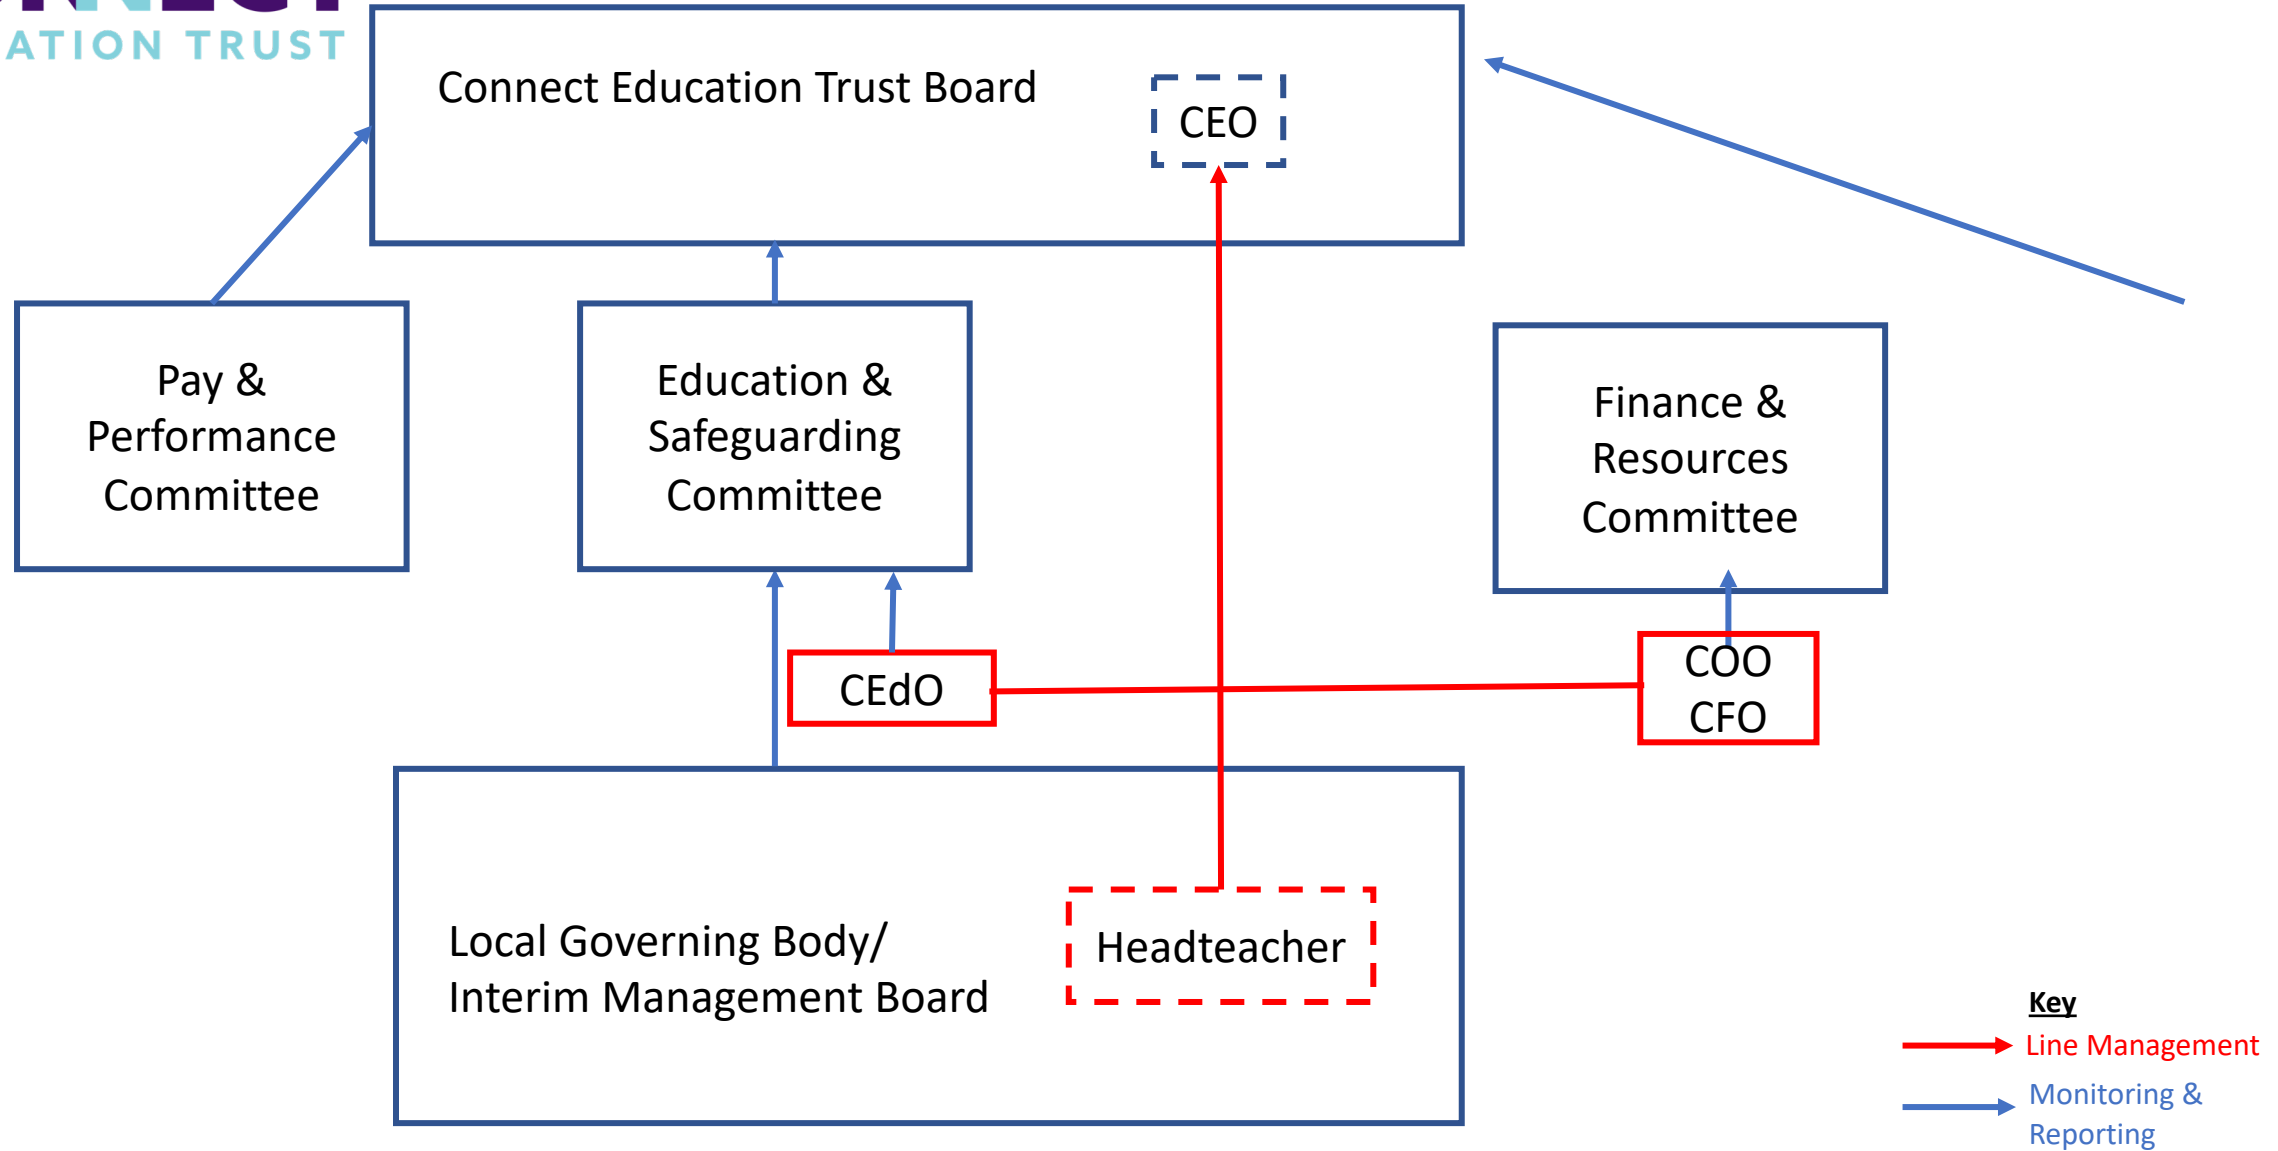 ATION TRUST
Connect Education Trust Board
CEO
Pay &
Performance
Committee
Education &
Safeguarding
Committee
Finance &
Resources
Committee
CEdO
COO
CFO
Local Governing Body/
Interim Management Board
Headteacher
Key
Line Management
Monitoring &
Reporting